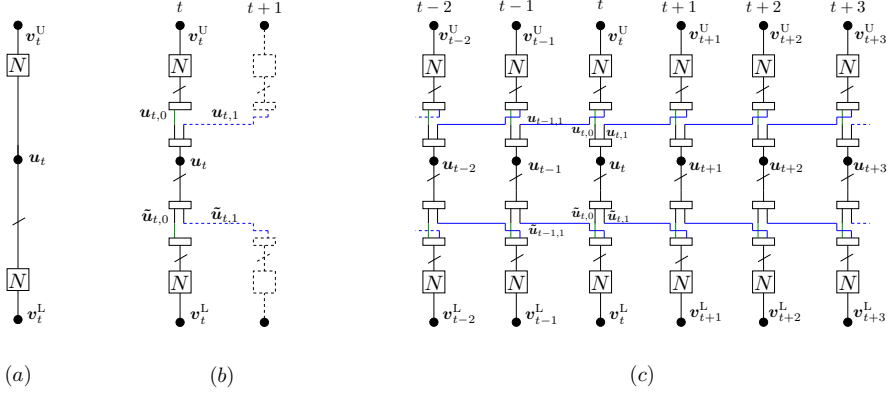 t t + 1 t − 2 t − 1 t t + 1 t + 2 t + 3
v_t^U v_t^U v_{t−2}^U v_{t−1}^U v_t^U v_{t+1}^U v_{t+2}^U v_{t+3}^U
N N N N N N N N
u_{t,0} u_{t,1} u_{t−1,1}
u_{t,0} u_{t,1}
u_t u_t u_{t−2} u_{t−1} u_t u_{t+1} u_{t+2} u_{t+3}
ũ_{t,0} ũ_{t,1} ũ_{t,0} ũ_{t,1}
ũ_{t−1,1}
N N N N N N N N
v_t^L v_t^L v_{t−2}^L v_{t−1}^L v_t^L v_{t+1}^L v_{t+2}^L v_{t+3}^L
(a) (b) (c)